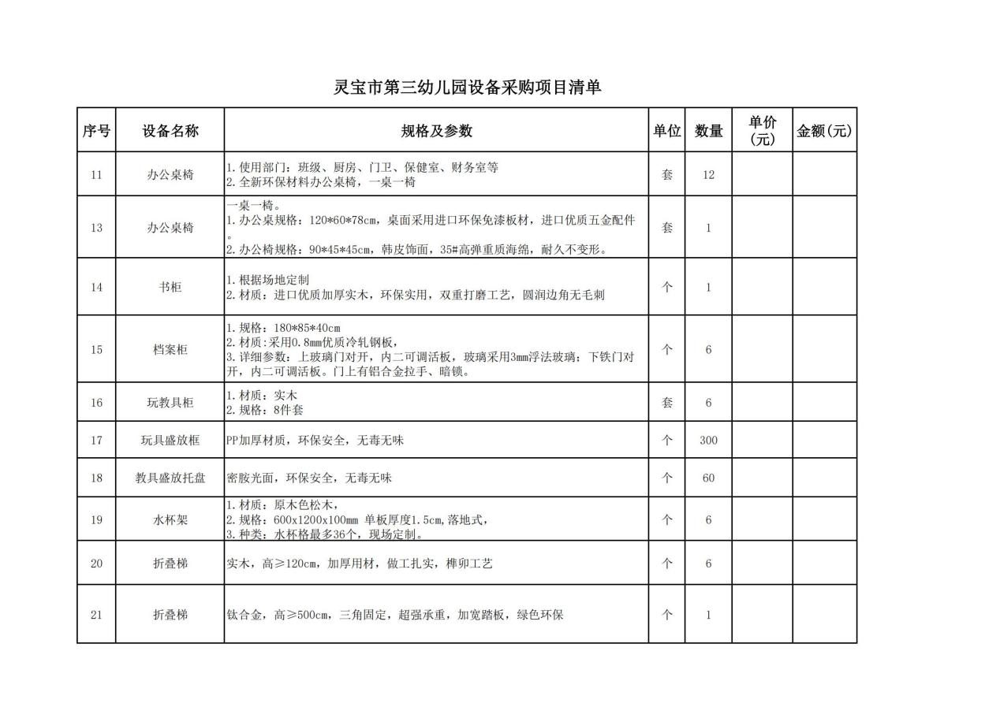 灵宝市第三幼儿园设备采购项目清单
序号 设备名称 规格及参数 单位 数量 单价(元) 金额(元)
11 办公桌椅 1.使用部门：班级、厨房、门卫、保健室、财务室等
2.全新环保材料办公桌椅，一桌一椅 套 12
13 办公桌椅 一桌一椅。
1.办公桌规格：120*60*78cm，桌面采用进口环保免漆板材，进口优质五金配件
。
2.办公椅规格：90*45*45cm，韩皮饰面，35#高弹重质海绵，耐久不变形。 套 1
14 书柜 1.根据场地定制
2.材质：进口优质加厚实木，环保实用，双重打磨工艺，圆润边角无毛刺 个 1
15 档案柜 1.规格：180*85*40cm
2.材质:采用0.8mm优质冷轧钢板，
3.详细参数：上玻璃门对开，内二可调活板，玻璃采用3mm浮法玻璃；下铁门对
开，内二可调活板。门上有铝合金拉手、暗锁。 个 6
16 玩教具柜 1.材质：实木
2.规格：8件套 套 6
17 玩具盛放框 PP加厚材质，环保安全，无毒无味 个 300
18 教具盛放托盘 密胺光面，环保安全，无毒无味 个 60
19 水杯架 1.材质：原木色松木，
2.规格：600x1200x100mm 单板厚度1.5cm,落地式，
3.种类：水杯格最多36个，现场定制。 个 6
20 折叠梯 实木，高≥120cm，加厚用材，做工扎实，榫卯工艺 个 6
21 折叠梯 钛合金，高≥500cm，三角固定，超强承重，加宽踏板，绿色环保 个 1